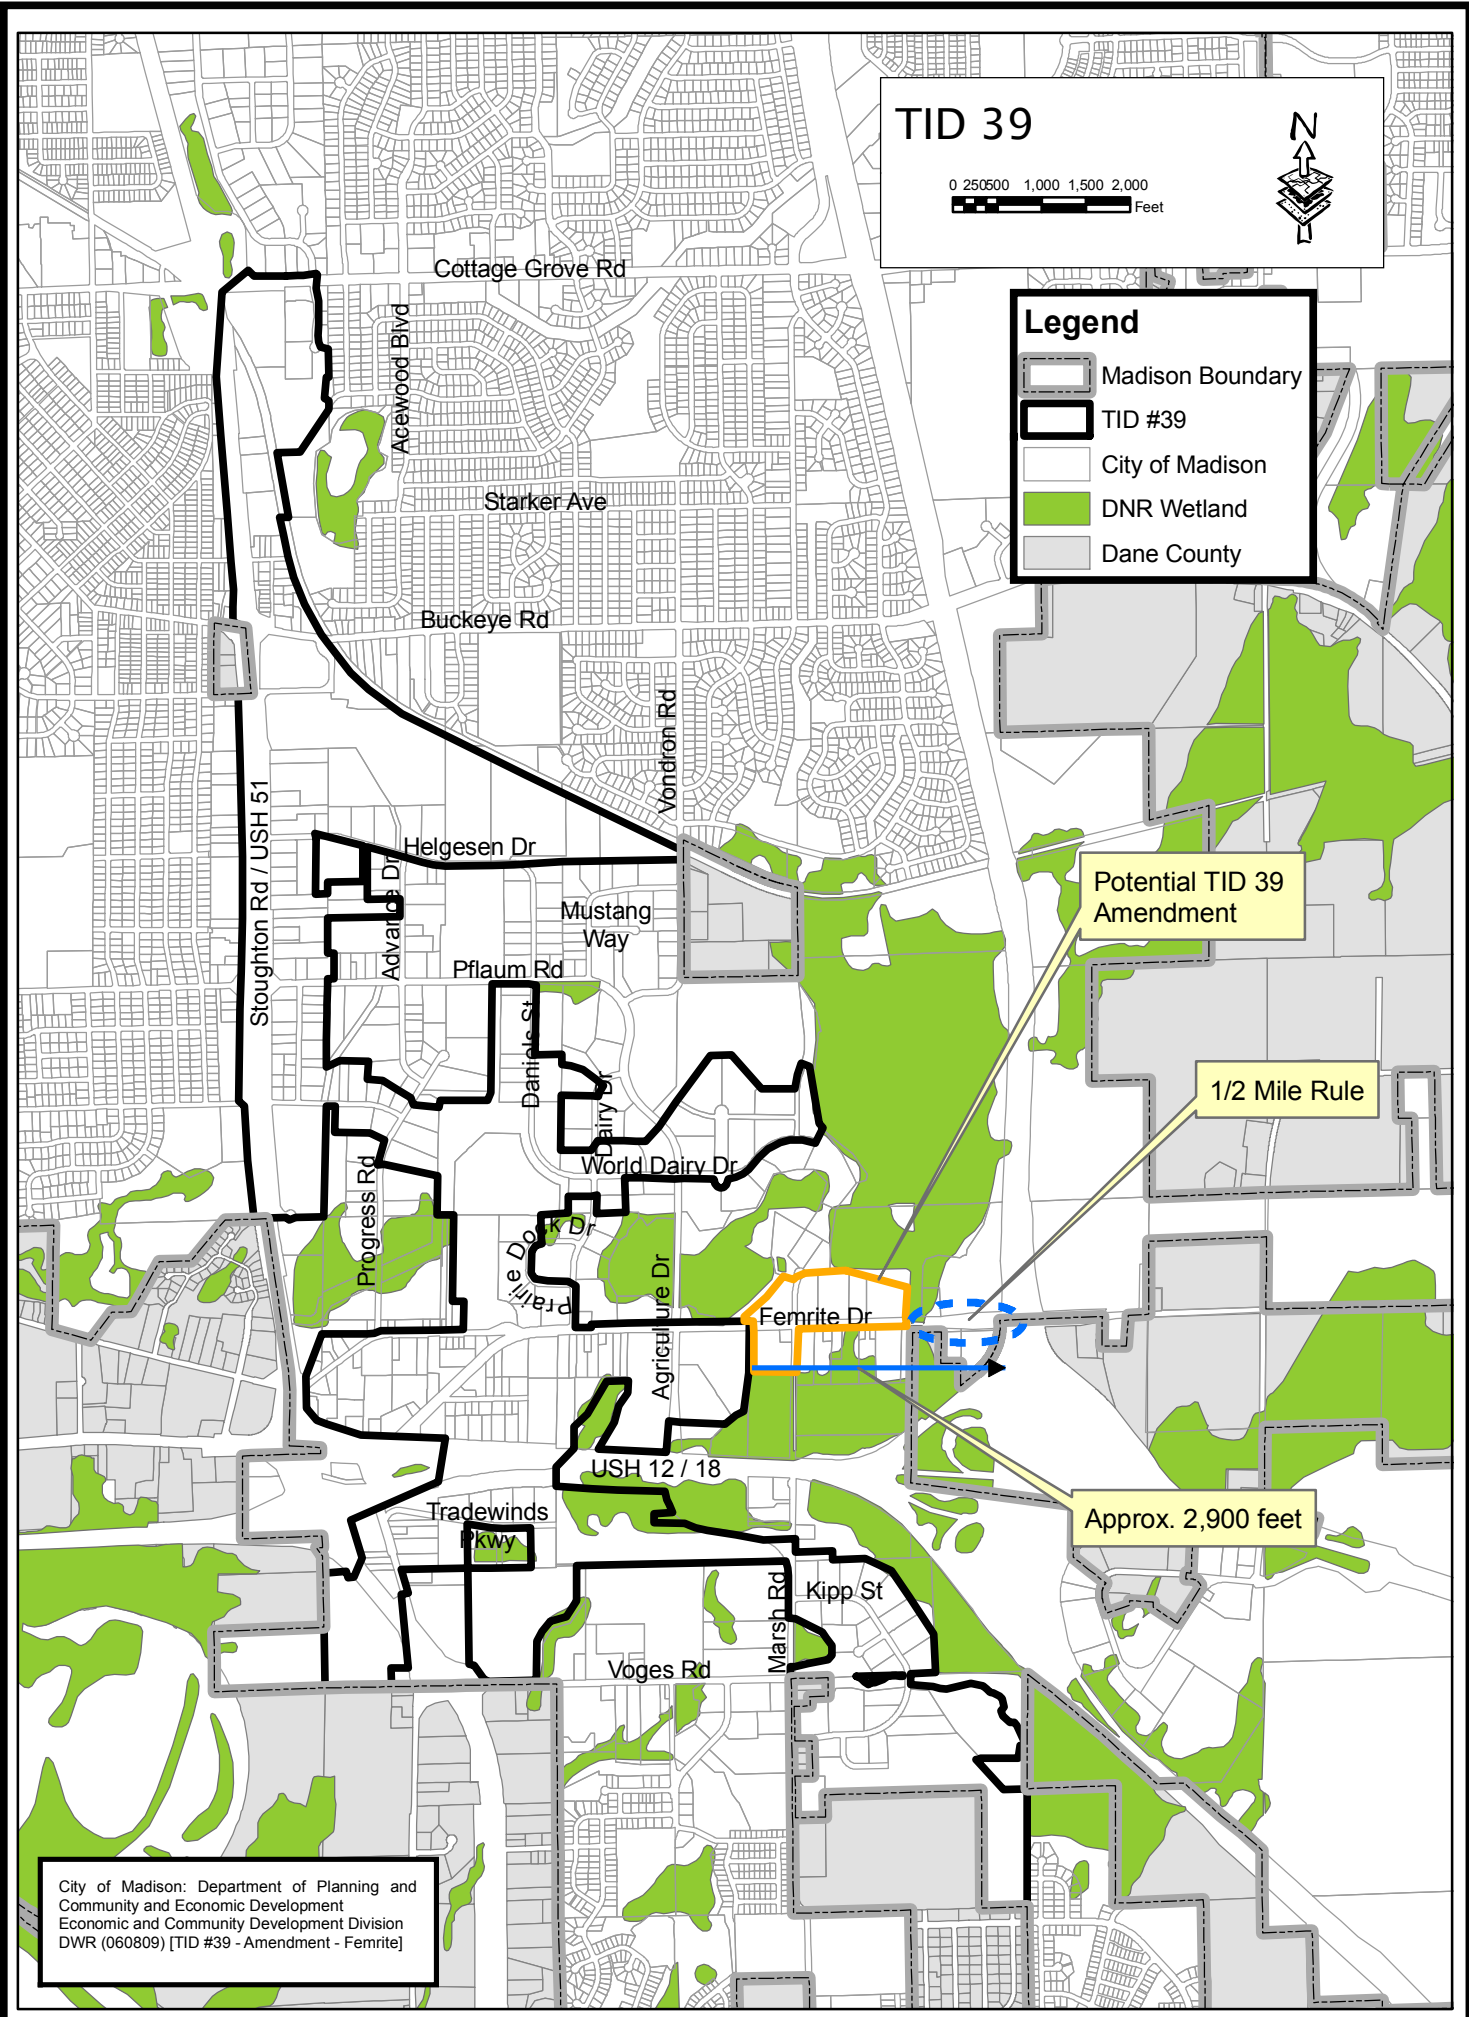 TID 39
N
0 250500 1,000 1,500 2,000
Feet
Cottage Grove Rd
Legend
Madison Boundary
TID #39
City of Madison
DNR Wetland
Dane County
Acewood Blvd
Starker Ave
Buckeye Rd
Vondron Rd
Stoughton Rd / USH 51
Helgesen Dr
Advance Dr
Mustang
Way
Potential TID 39
Amendment
Pflaum Rd
Daniels St
Dairy Dr
1/2 Mile Rule
World Dairy Dr
Progress Rd
Prairie Dock Dr
Agriculture Dr
Femrite Dr
USH 12 / 18
Approx. 2,900 feet
Tradewinds
Pkwy
Marsh Rd
Kipp St
Voges Rd
City of Madison: Department of Planning and
Community and Economic Development
Economic and Community Development Division
DWR (060809) [TID #39 - Amendment - Femrite]